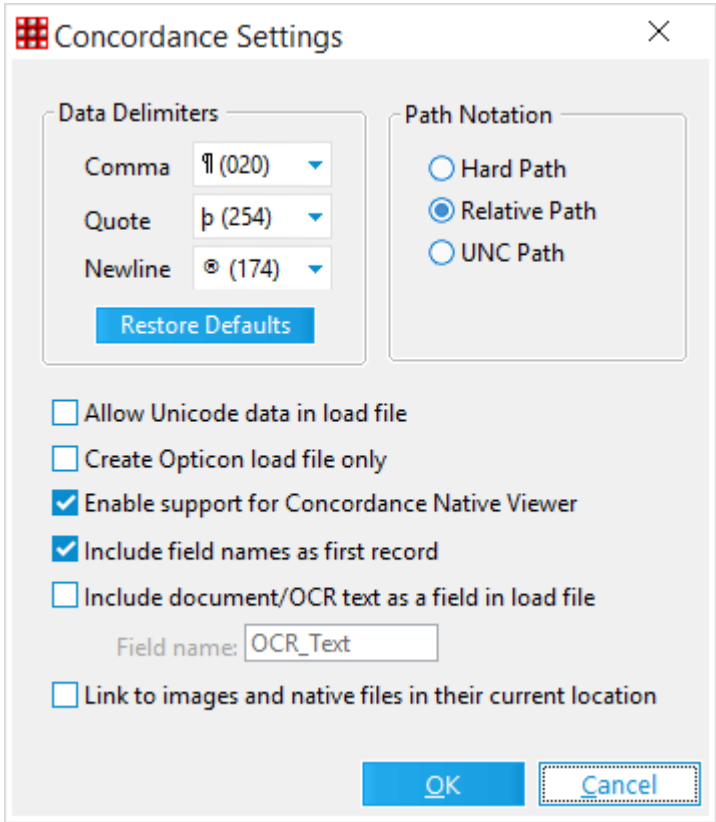 Concordance Settings
Data Delimiters
Comma ¶ (020)
Quote þ (254)
Newline ® (174)
Restore Defaults
Path Notation
Hard Path
Relative Path
UNC Path
Allow Unicode data in load file
Create Opticon load file only
Enable support for Concordance Native Viewer
Include field names as first record
Include document/OCR text as a field in load file
Field name: OCR_Text
Link to images and native files in their current location
OK Cancel